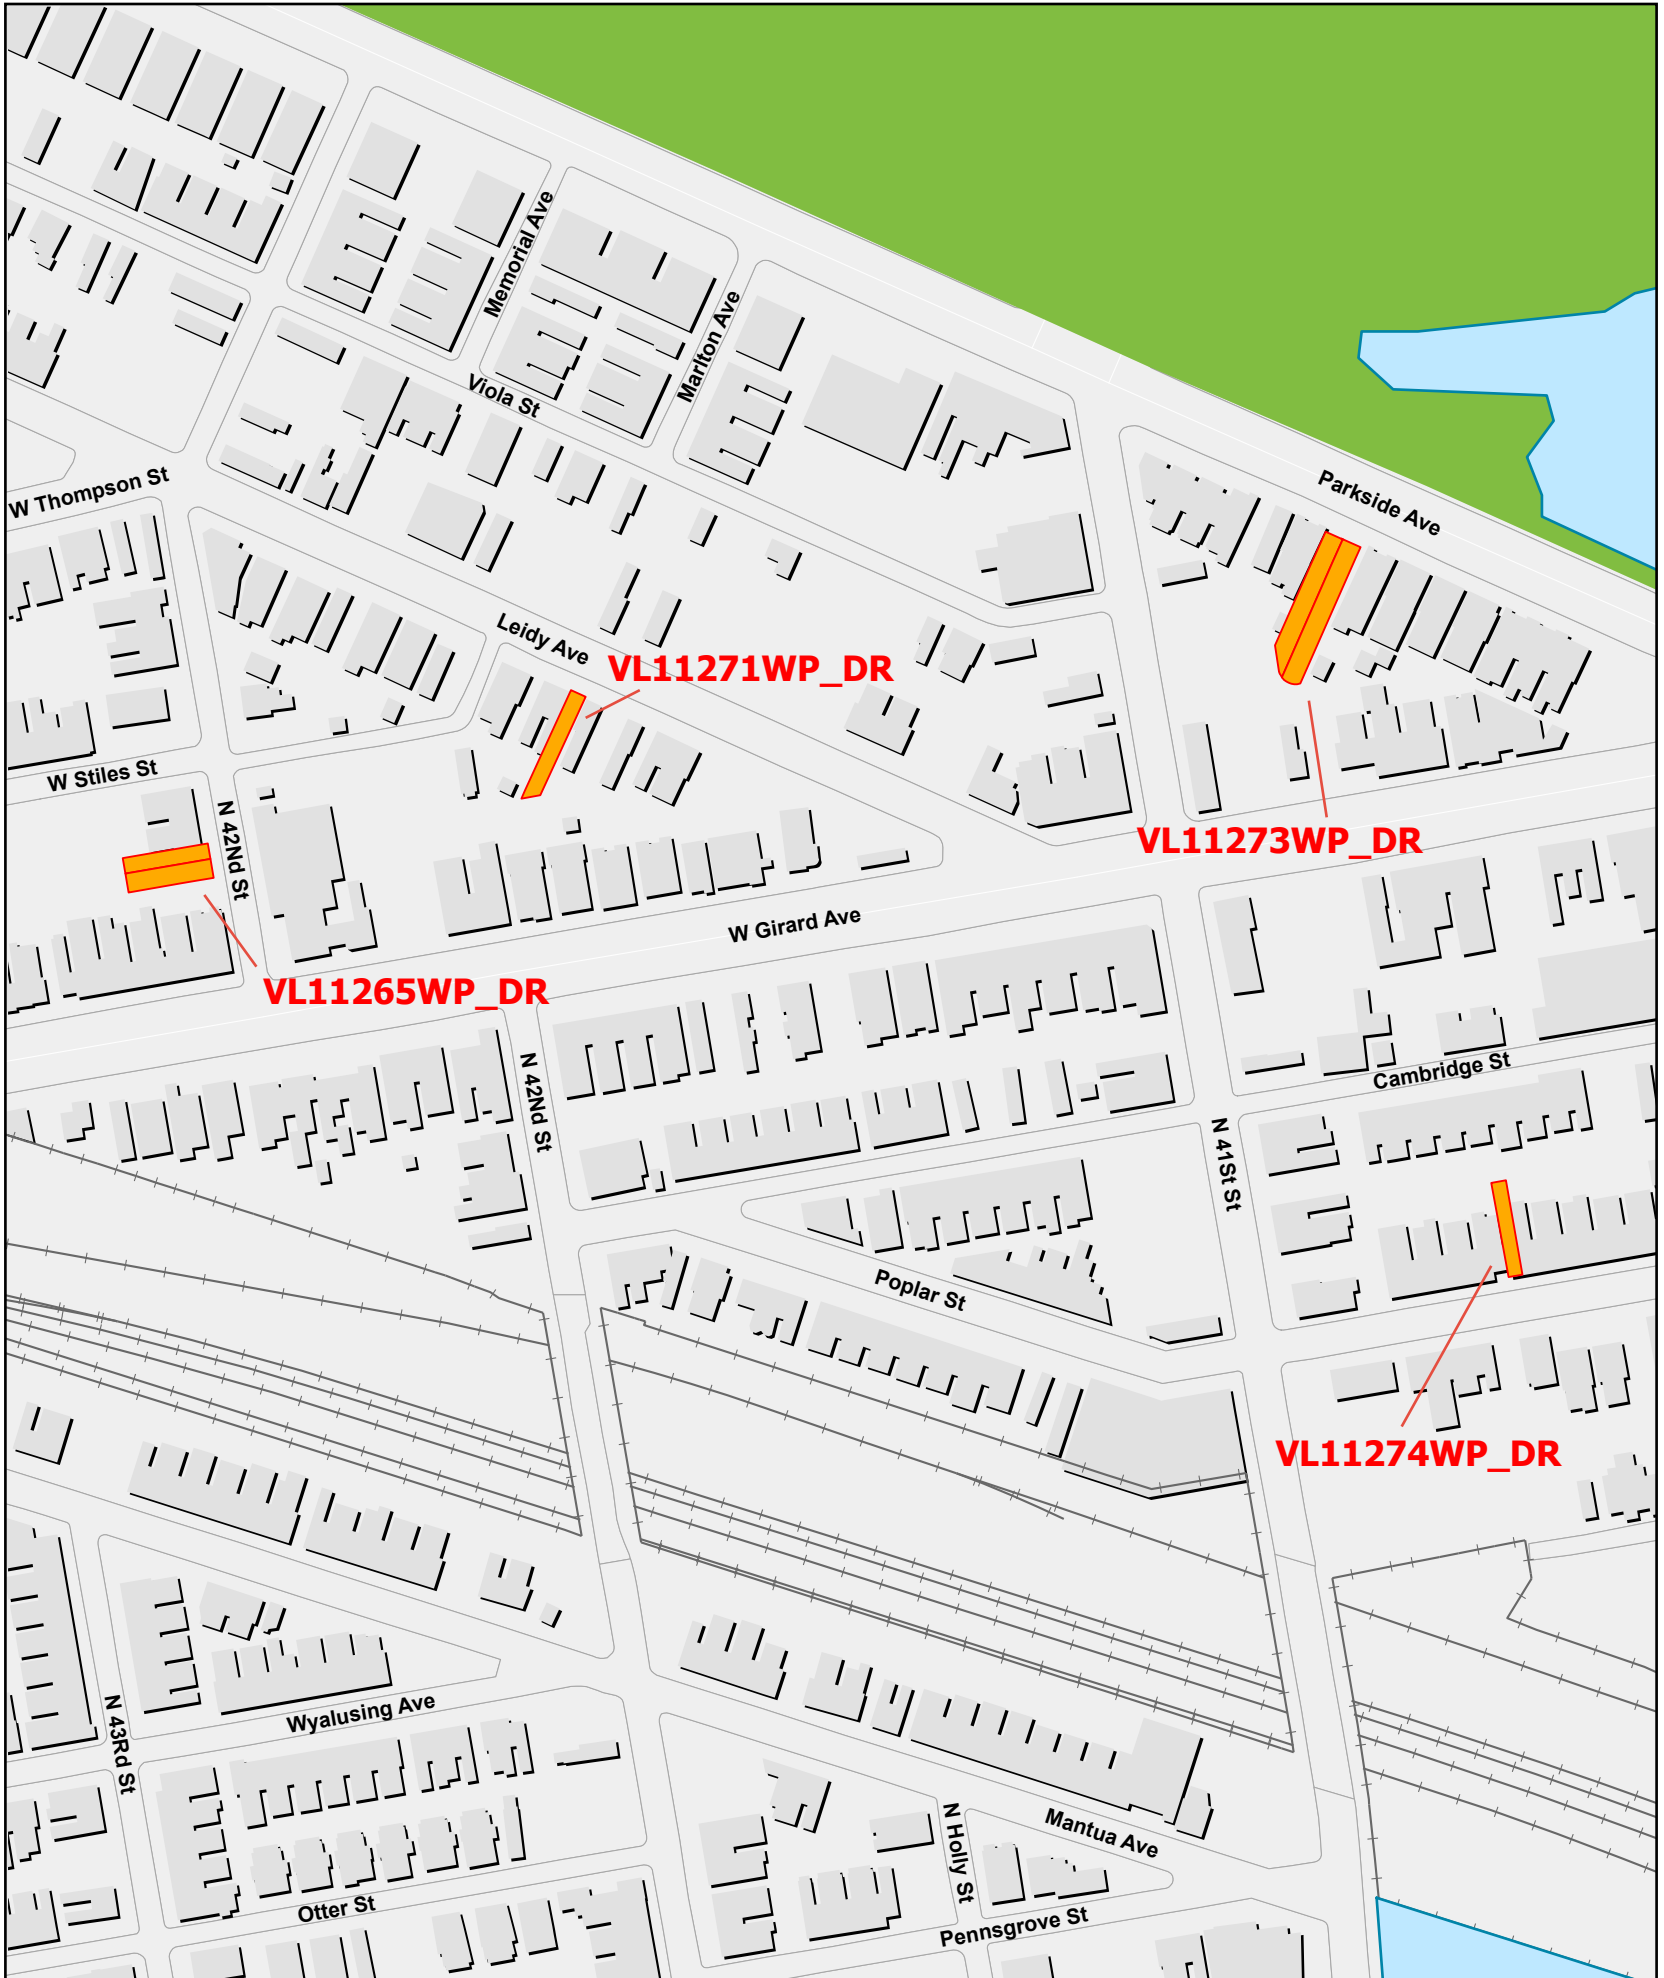 Memorial Ave
Marlton Ave
Viola St
W Thompson St
Parkside Ave
Leidy Ave
VL11271WP_DR
W Stiles St
N 42Nd St
VL11273WP_DR
W Girard Ave
VL11265WP_DR
N 42Nd St
Cambridge St
N 41St St
Poplar St
VL11274WP_DR
N 43Rd St
Wyalusing Ave
N Holly St
Mantua Ave
Otter St
Pennsgrove St